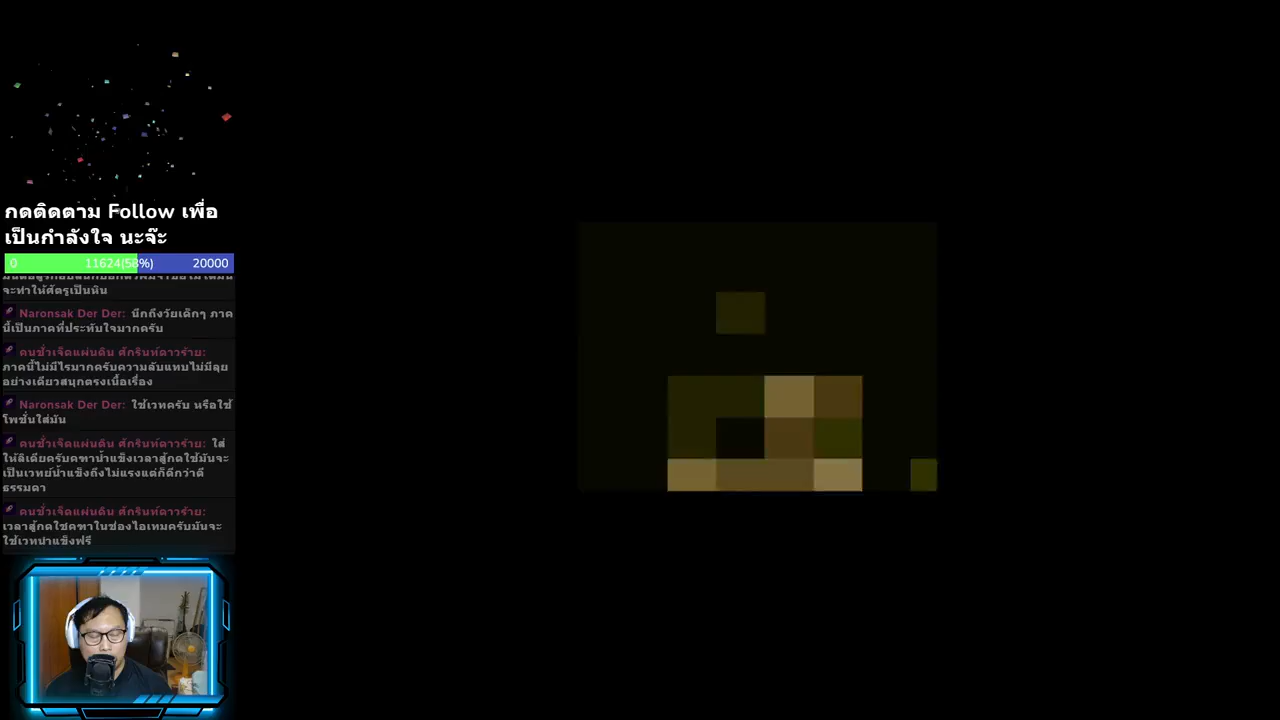 กดติดตาม Follow เพื่อ
เป็นกำลังใจ นะจ๊ะ
0 11624(58%) 20000
จะทำให้ศัตรูเป็นหิน
Naronsak Der Der: นึกถึงวัยเด็กๆ ภาค
นี้เป็นภาคที่ประทับใจมากครับ
คนชั่วเจ็ดแผ่นดิน ศักรินท์ดาวร้าย:
ภาคนี้ไม่มีไรมากครับความลับแทบไม่มีลุย
อย่างเดียวสนุกตรงเนื้อเรื่อง
Naronsak Der Der: ใช้เวทครับ หรือใช้
โพชั่นใส่มัน
คนชั่วเจ็ดแผ่นดิน ศักรินท์ดาวร้าย: ใส่
ให้ลิเดียครับคฑาน้ำแข็งเวลาสู้กดใช้มันจะ
เป็นเวทย์น้ำแข็งถึงไม่แรงแต่ก็ดีกว่าตี
ธรรมดา
คนชั่วเจ็ดแผ่นดิน ศักรินท์ดาวร้าย:
เวลาสู้กดใชคฑาในช่องไอเทมครับมันจะ
ใช้เวทนำแข็งฟรี